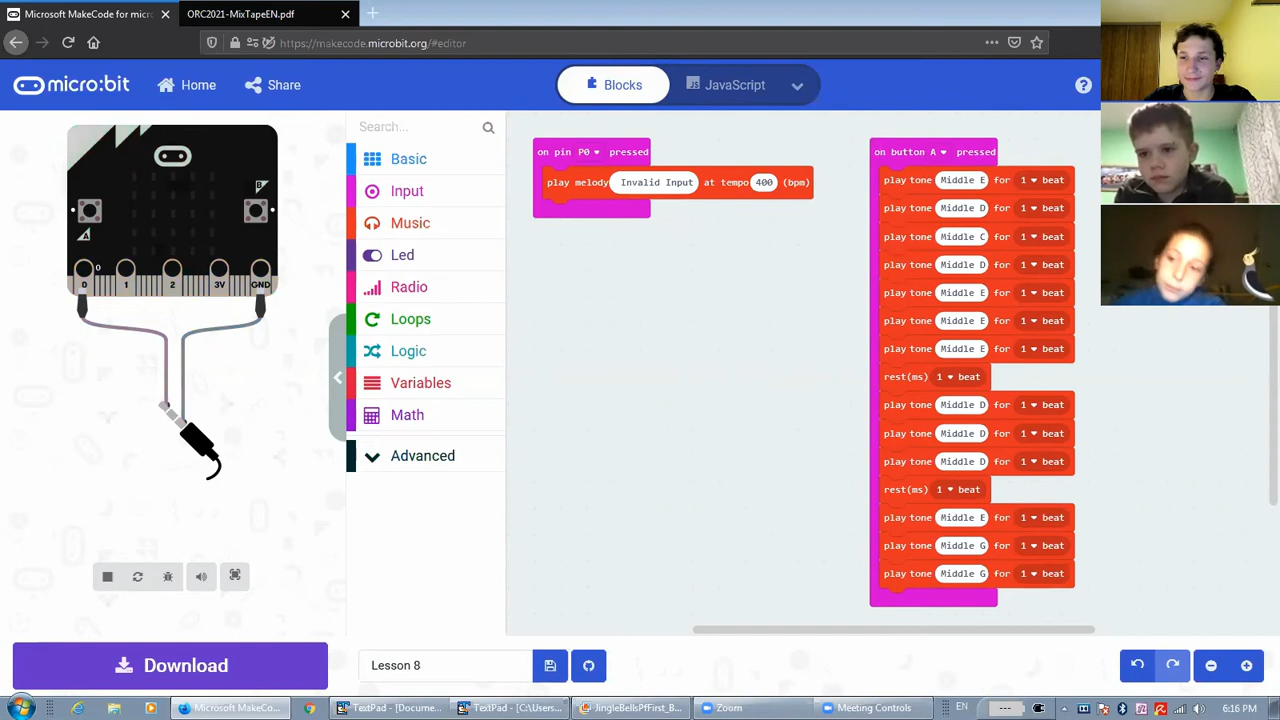 Microsoft MakeCode for micr
ORC2021-MixTapeEN.pdf
https://makecode.microbit.org/#editor
micro:bit
Home
Share
Blocks
JavaScript
Search...
Basic
Input
Music
Led
Radio
Loops
Logic
Variables
Math
Advanced
A
B
0
0 1 2 3V GND
on pin P0 pressed
play melody Invalid Input at tempo 400 (bpm)
on button A pressed
play tone Middle E for 1 beat
play tone Middle D for 1 beat
play tone Middle C for 1 beat
play tone Middle D for 1 beat
play tone Middle E for 1 beat
play tone Middle E for 1 beat
play tone Middle E for 1 beat
rest(ms) 1 beat
play tone Middle D for 1 beat
play tone Middle D for 1 beat
play tone Middle D for 1 beat
rest(ms) 1 beat
play tone Middle E for 1 beat
play tone Middle G for 1 beat
play tone Middle G for 1 beat
Download
Lesson 8
Microsoft MakeCo...
TextPad - [Docume...
TextPad - [C:\Users...
JingleBellsPfFirst_B...
Zoom
Meeting Controls
EN
6:16 PM